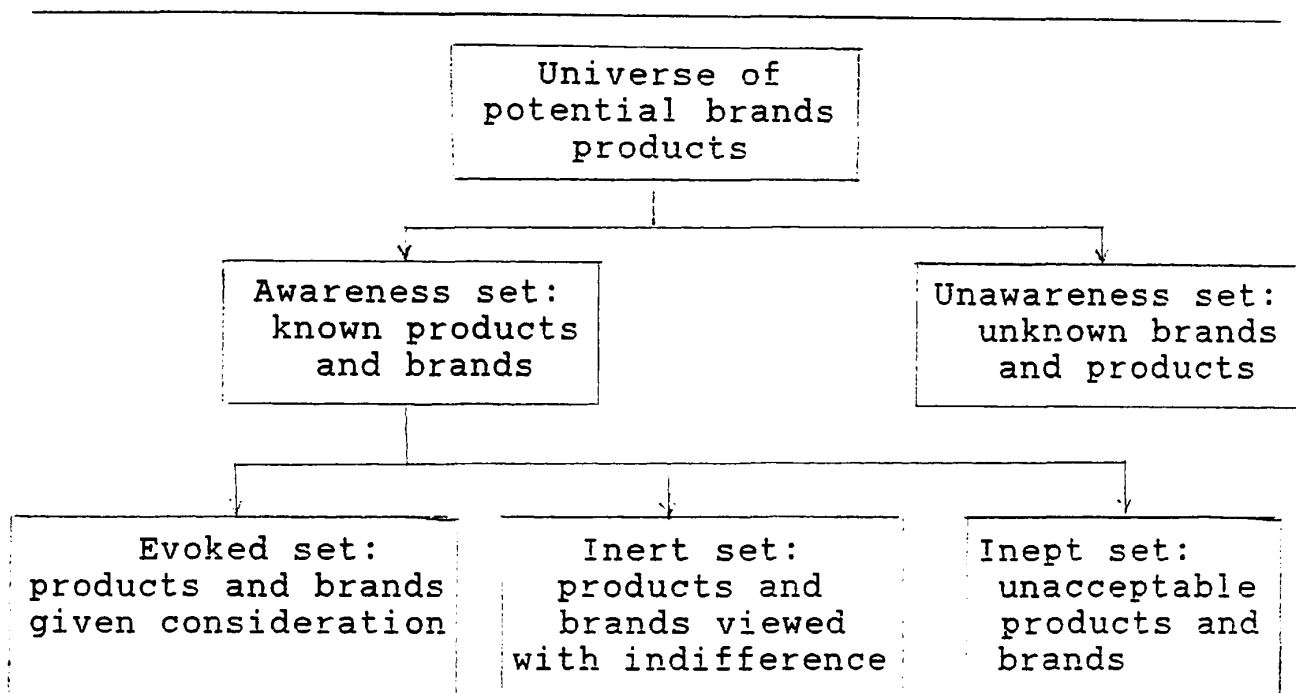 Universe of
potential brands
products
Awareness set:
known products
and brands
Unawareness set:
unknown brands
and products
Evoked set:
products and brands
given consideration
Inert set:
products and
brands viewed
with indifference
Inept set:
unacceptable
products and
brands